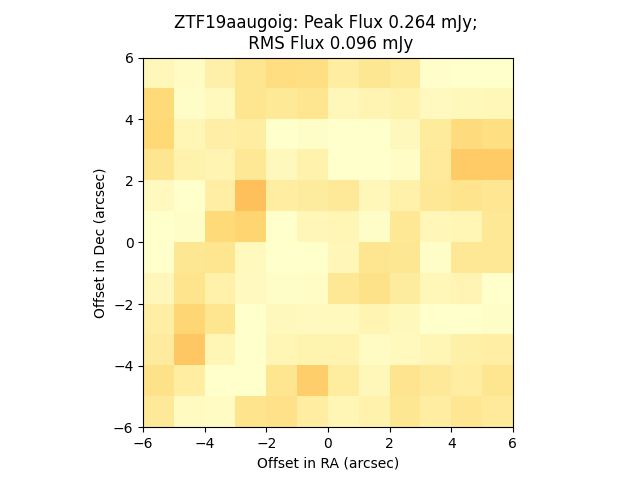 ZTF19aaugoig: Peak Flux 0.264 mJy;
RMS Flux 0.096 mJy
6
4
2
0
−2
−4
−6
Offset in Dec (arcsec)
−6 −4 −2 0 2 4 6
Offset in RA (arcsec)